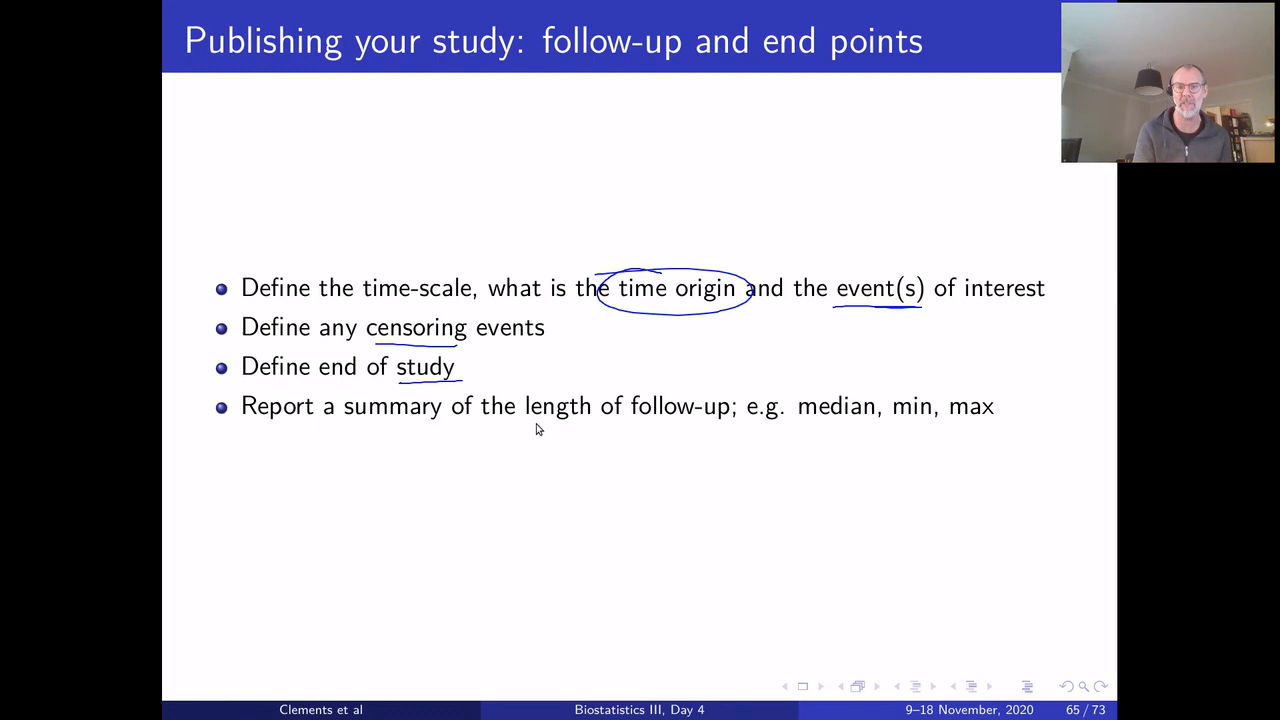 Publishing your study: follow-up and end points
Define the time-scale, what is the time origin and the event(s) of interest
Define any censoring events
Define end of study
Report a summary of the length of follow-up; e.g. median, min, max
Clements et al
Biostatistics III, Day 4
9–18 November, 2020
65 / 73